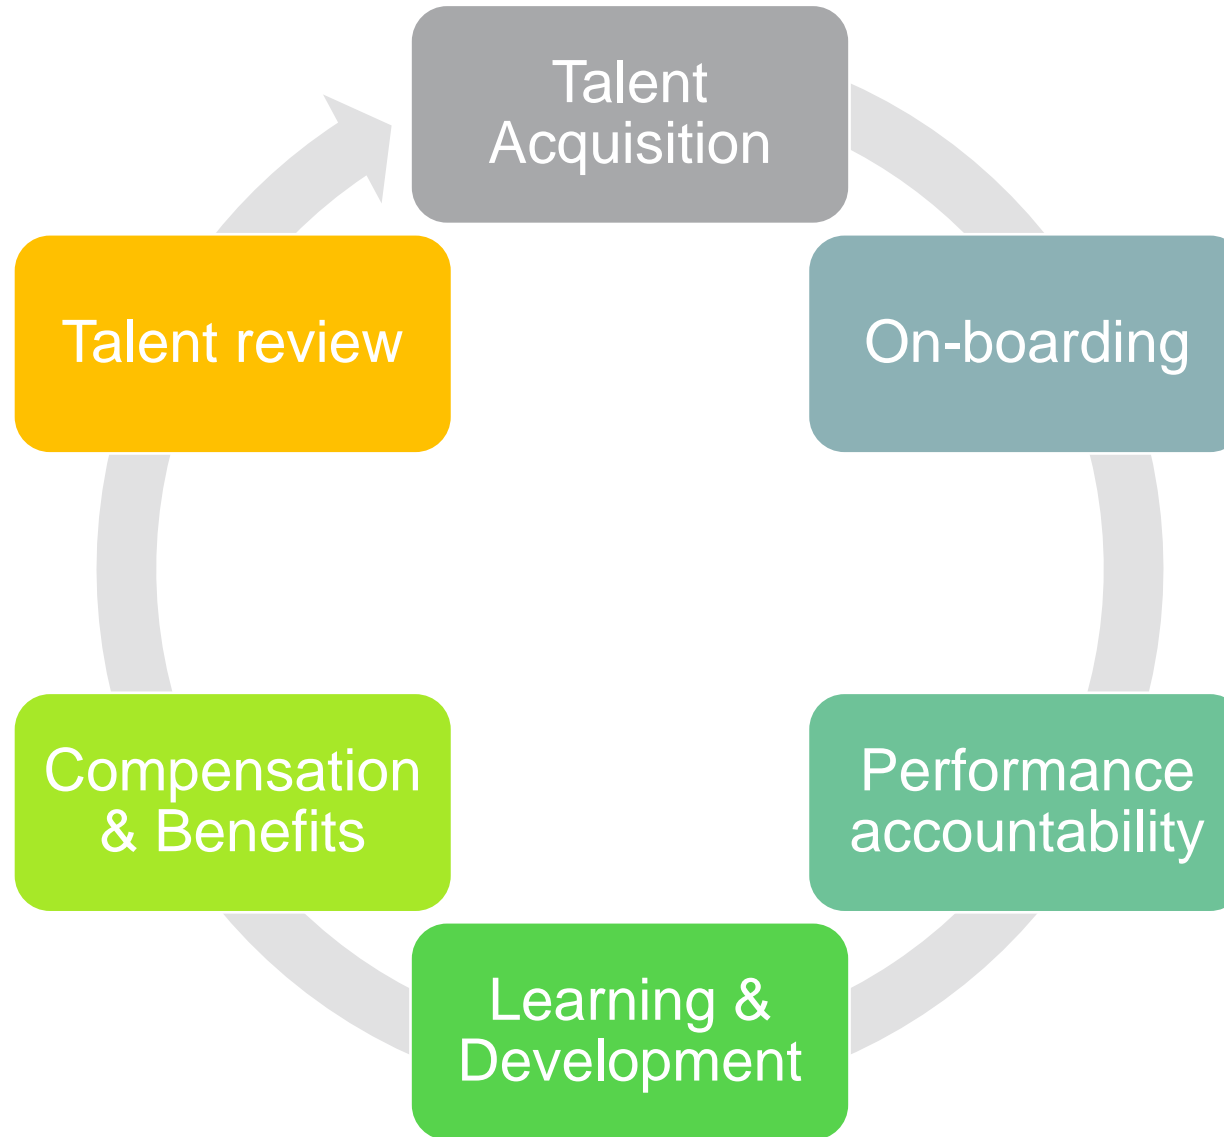 Talent
Acquisition
On-boarding
Performance
accountability
Learning &
Development
Compensation
& Benefits
Talent review